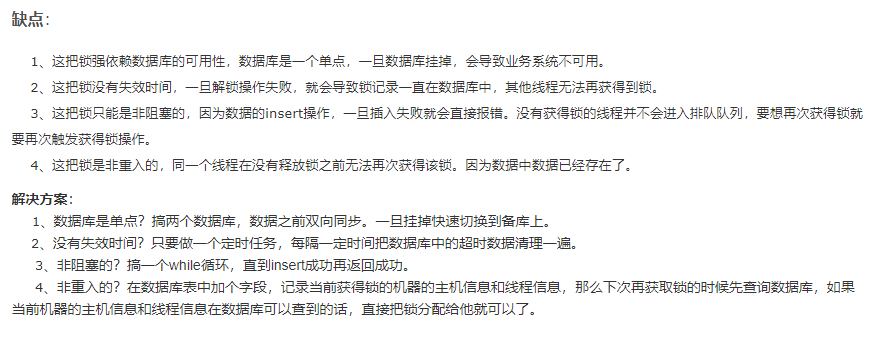 缺点：
1、这把锁强依赖数据库的可用性，数据库是一个单点，一旦数据库挂掉，会导致业务系统不可用。
2、这把锁没有失效时间，一旦解锁操作失败，就会导致锁记录一直在数据库中，其他线程无法再获得到锁。
3、这把锁只能是非阻塞的，因为数据的insert操作，一旦插入失败就会直接报错。没有获得锁的线程并不会进入排队队列，要想再次获得锁就
要再次触发获得锁操作。
4、这把锁是非重入的，同一个线程在没有释放锁之前无法再次获得该锁。因为数据中数据已经存在了。
解决方案：
1、数据库是单点？搞两个数据库，数据之前双向同步。一旦挂掉快速切换到备库上。
2、没有失效时间？只要做一个定时任务，每隔一定时间把数据库中的超时数据清理一遍。
3、非阻塞的？搞一个while循环，直到insert成功再返回成功。
4、非重入的？在数据库表中加个字段，记录当前获得锁的机器的主机信息和线程信息，那么下次再获取锁的时候先查询数据库，如果
当前机器的主机信息和线程信息在数据库可以查到的话，直接把锁分配给他就可以了。